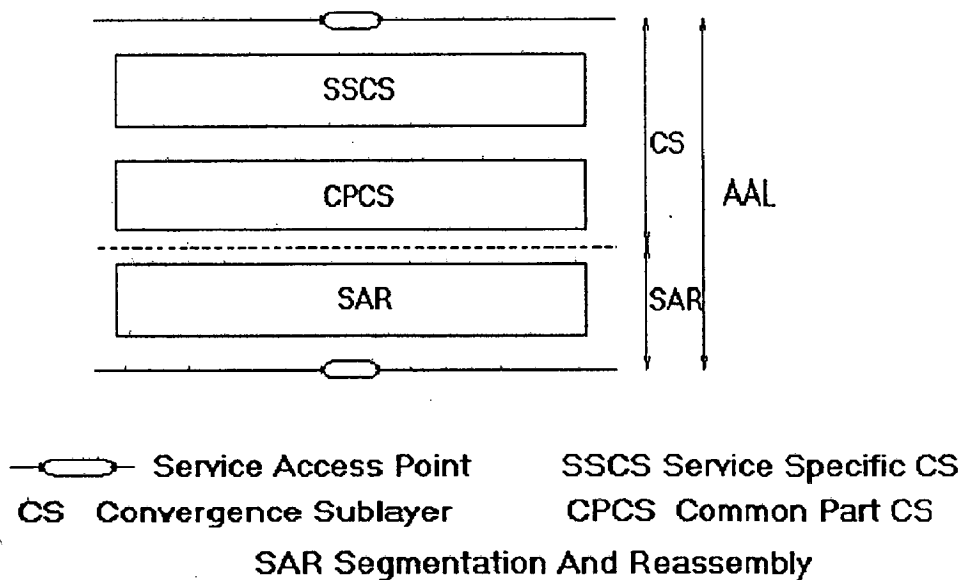 SSCS
CS
CPCS
AAL
SAR
SAR
Service Access Point
SSCS Service Specific CS
CS Convergence Sublayer
CPCS Common Part CS
SAR Segmentation And Reassembly